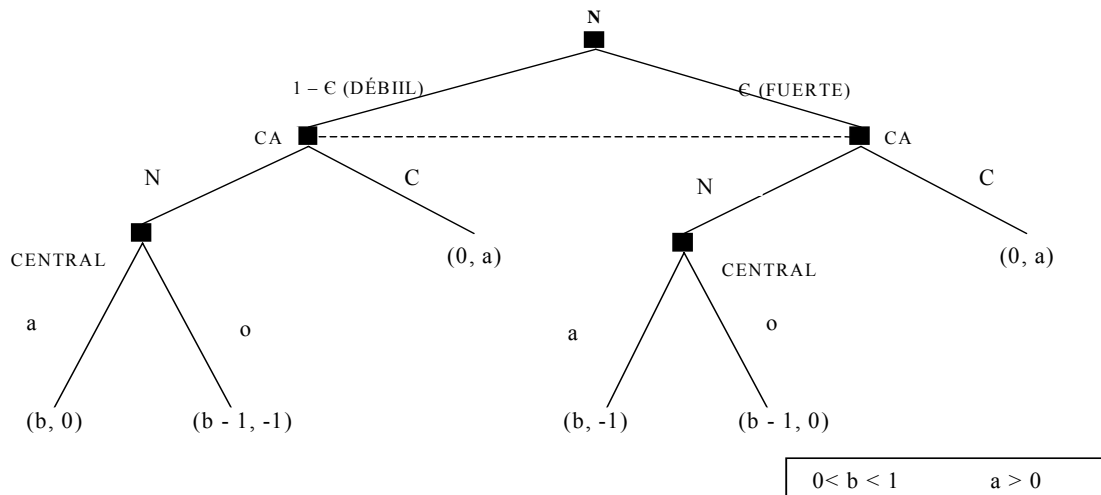 N
1 – Є (DÉBIIL)
Є (FUERTE)
CA
CA
N
C
N
C
CENTRAL
(0, a)
CENTRAL
(0, a)
a
o
a
o
(b, 0)
(b - 1, -1)
(b, -1)
(b - 1, 0)
0< b < 1 a > 0